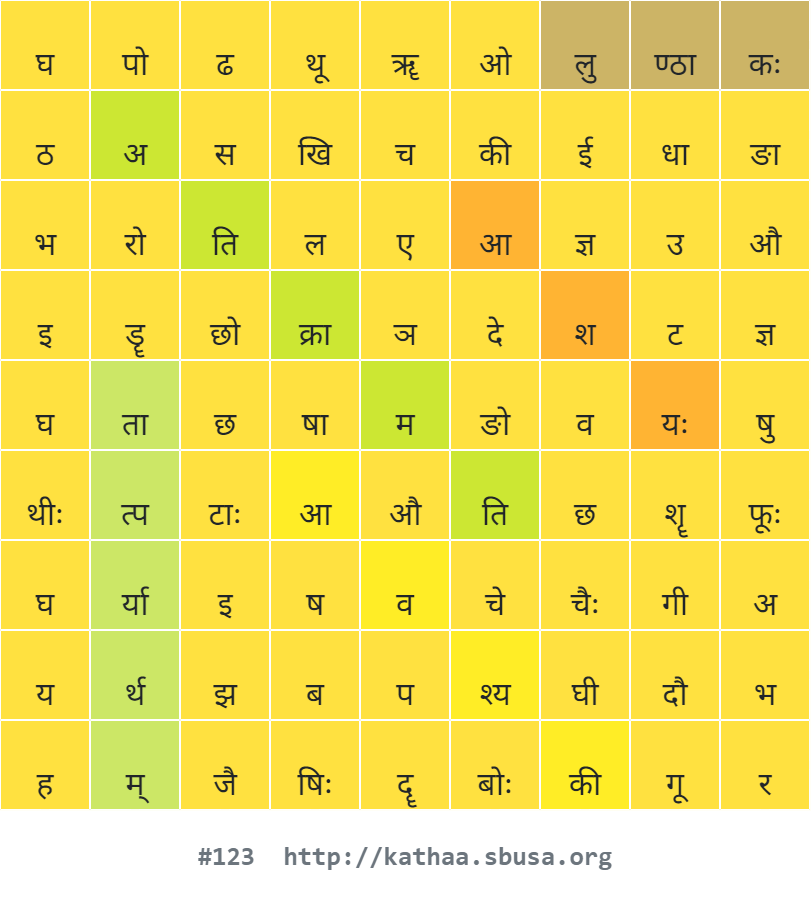 घ पो ढ थू ॠ ओ लु ण्ठा कः
ठ अ स खि च की ई धा ङा
भ रो ति ल ए आ ज्ञ उ औ
इ ड्ॄ छो क्रा ञ दे श ट ज्ञ
घ ता छ षा म ङो व यः षु
थीः त्प टाः आ औ ति छ शॄ फूः
घ र्या इ ष व चे चैः गी अ
य र्थ झ ब प श्य घी दौ भ
ह म् जै षिः दॄ बोः की गू र
#123 http://kathaa.sbusa.org